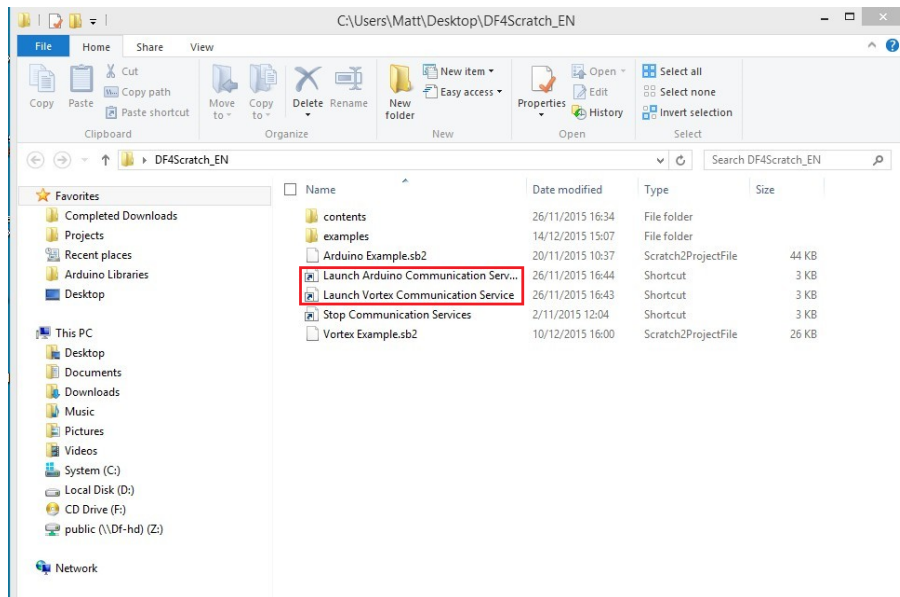 C:\Users\Matt\Desktop\DF4Scratch_EN
File Home Share View
Copy
Paste
Cut
Copy path
Paste shortcut
Clipboard
Move to
Copy to
Delete
Rename
Organize
New folder
New item
Easy access
New
Properties
Open
Edit
History
Open
Select all
Select none
Invert selection
Select
DF4Scratch_EN
Search DF4Scratch_EN
Favorites
Completed Downloads
Projects
Recent places
Arduino Libraries
Desktop
This PC
Desktop
Documents
Downloads
Music
Pictures
Videos
System (C:)
Local Disk (D:)
CD Drive (F:)
public (\\Df-hd) (Z:)
Network
Name Date modified Type Size
contents 26/11/2015 16:34 File folder
examples 14/12/2015 15:07 File folder
Arduino Example.sb2 20/11/2015 10:37 Scratch2ProjectFile 44 KB
Launch Arduino Communication Serv... 26/11/2015 16:44 Shortcut 3 KB
Launch Vortex Communication Service 26/11/2015 16:43 Shortcut 3 KB
Stop Communication Services 2/11/2015 12:04 Shortcut 3 KB
Vortex Example.sb2 10/12/2015 16:00 Scratch2ProjectFile 26 KB